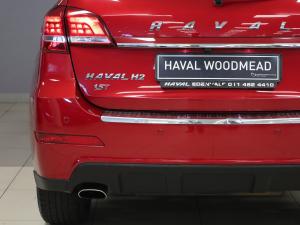 HAVAL
HAVAL WOODMEAD
HAVAL EDENVALE 011 452 4410
HAVAL H2
1.5T